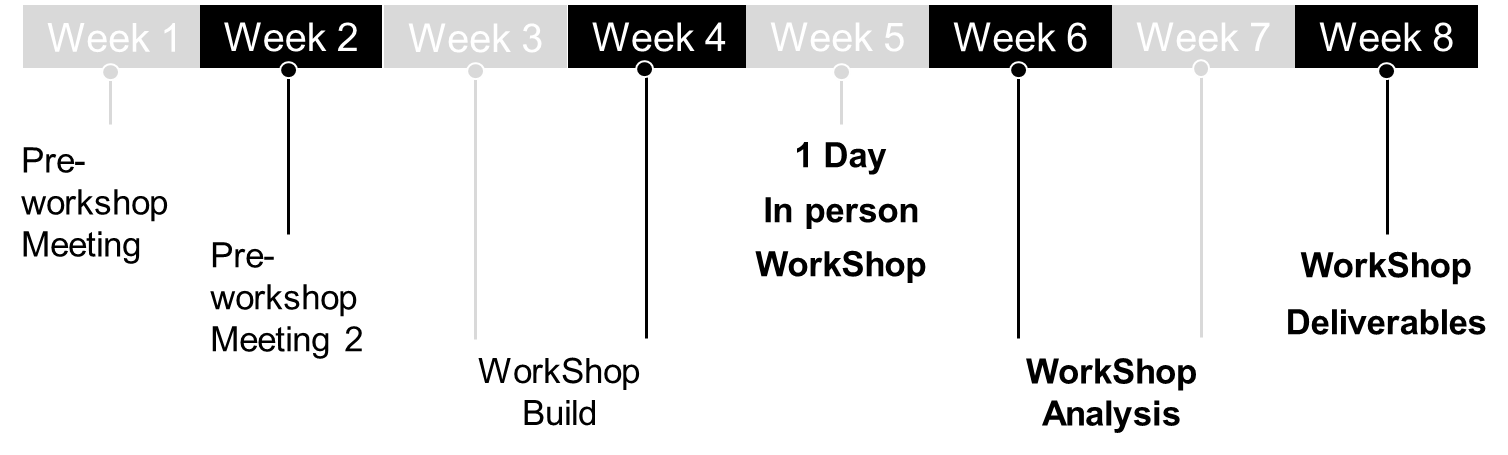 Week 1 Week 2 Week 3 Week 4 Week 5 Week 6 Week 7 Week 8
Pre-
workshop
Meeting
Pre-
workshop
Meeting 2
WorkShop
Build
1 Day
In person
WorkShop
WorkShop
Analysis
WorkShop
Deliverables